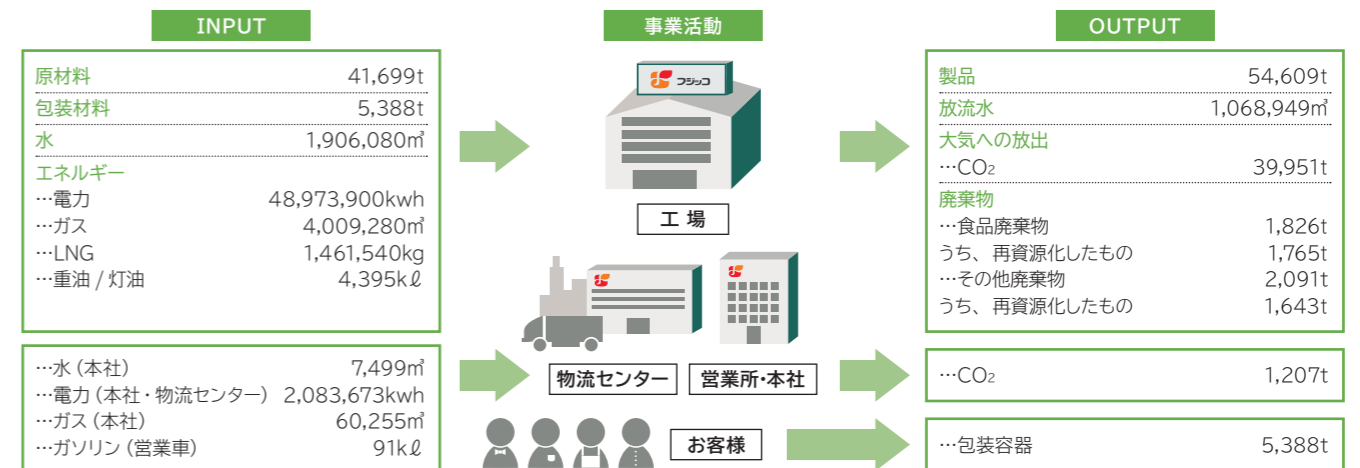 INPUT
原材料 41,699t
包装材料 5,388t
水 1,906,080㎥
エネルギー
…電力 48,973,900kwh
…ガス 4,009,280㎥
…LNG 1,461,540kg
…重油 / 灯油 4,395kℓ
…水 (本社) 7,499㎥
…電力 (本社・物流センター) 2,083,673kwh
…ガス (本社) 60,255㎥
…ガソリン (営業車) 91kℓ
事業活動
フジッコ
工 場
物流センター 営業所・本社
お客様
OUTPUT
製品 54,609t
放流水 1,068,949㎥
大気への放出
…CO₂ 39,951t
廃棄物
…食品廃棄物 1,826t
うち、再資源化したもの 1,765t
…その他廃棄物 2,091t
うち、再資源化したもの 1,643t
…CO₂ 1,207t
…包装容器 5,388t